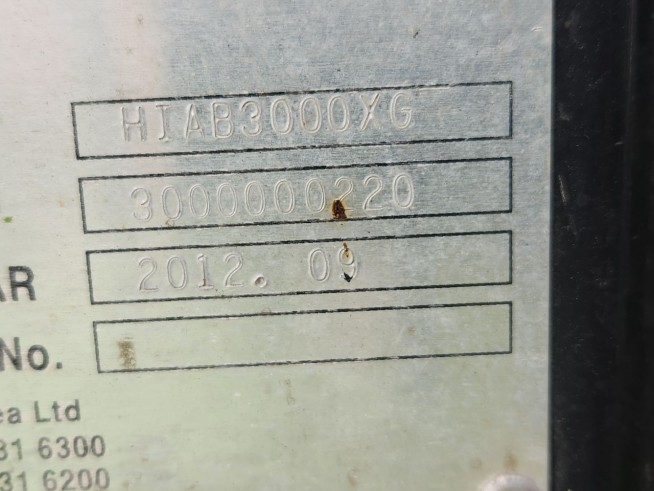 HIAB3000XG
3000000220
AR 2012. 09
No.
ea Ltd
31 6300
31 6200